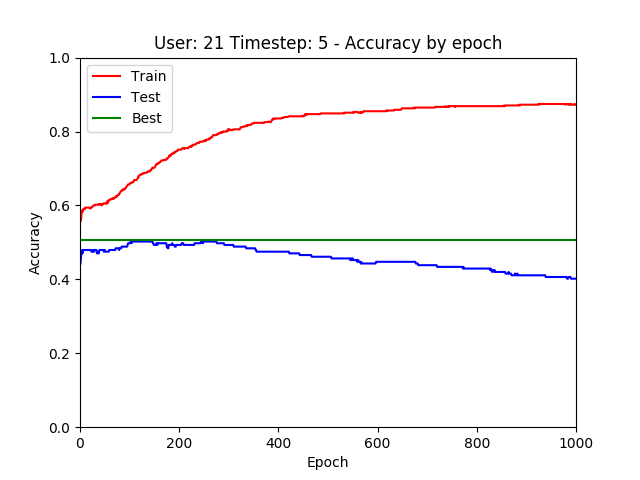 User: 21 Timestep: 5 - Accuracy by epoch
1.0
0.8
0.6
0.4
0.2
0.0
Accuracy
Train
Test
Best
0 200 400 600 800 1000
Epoch